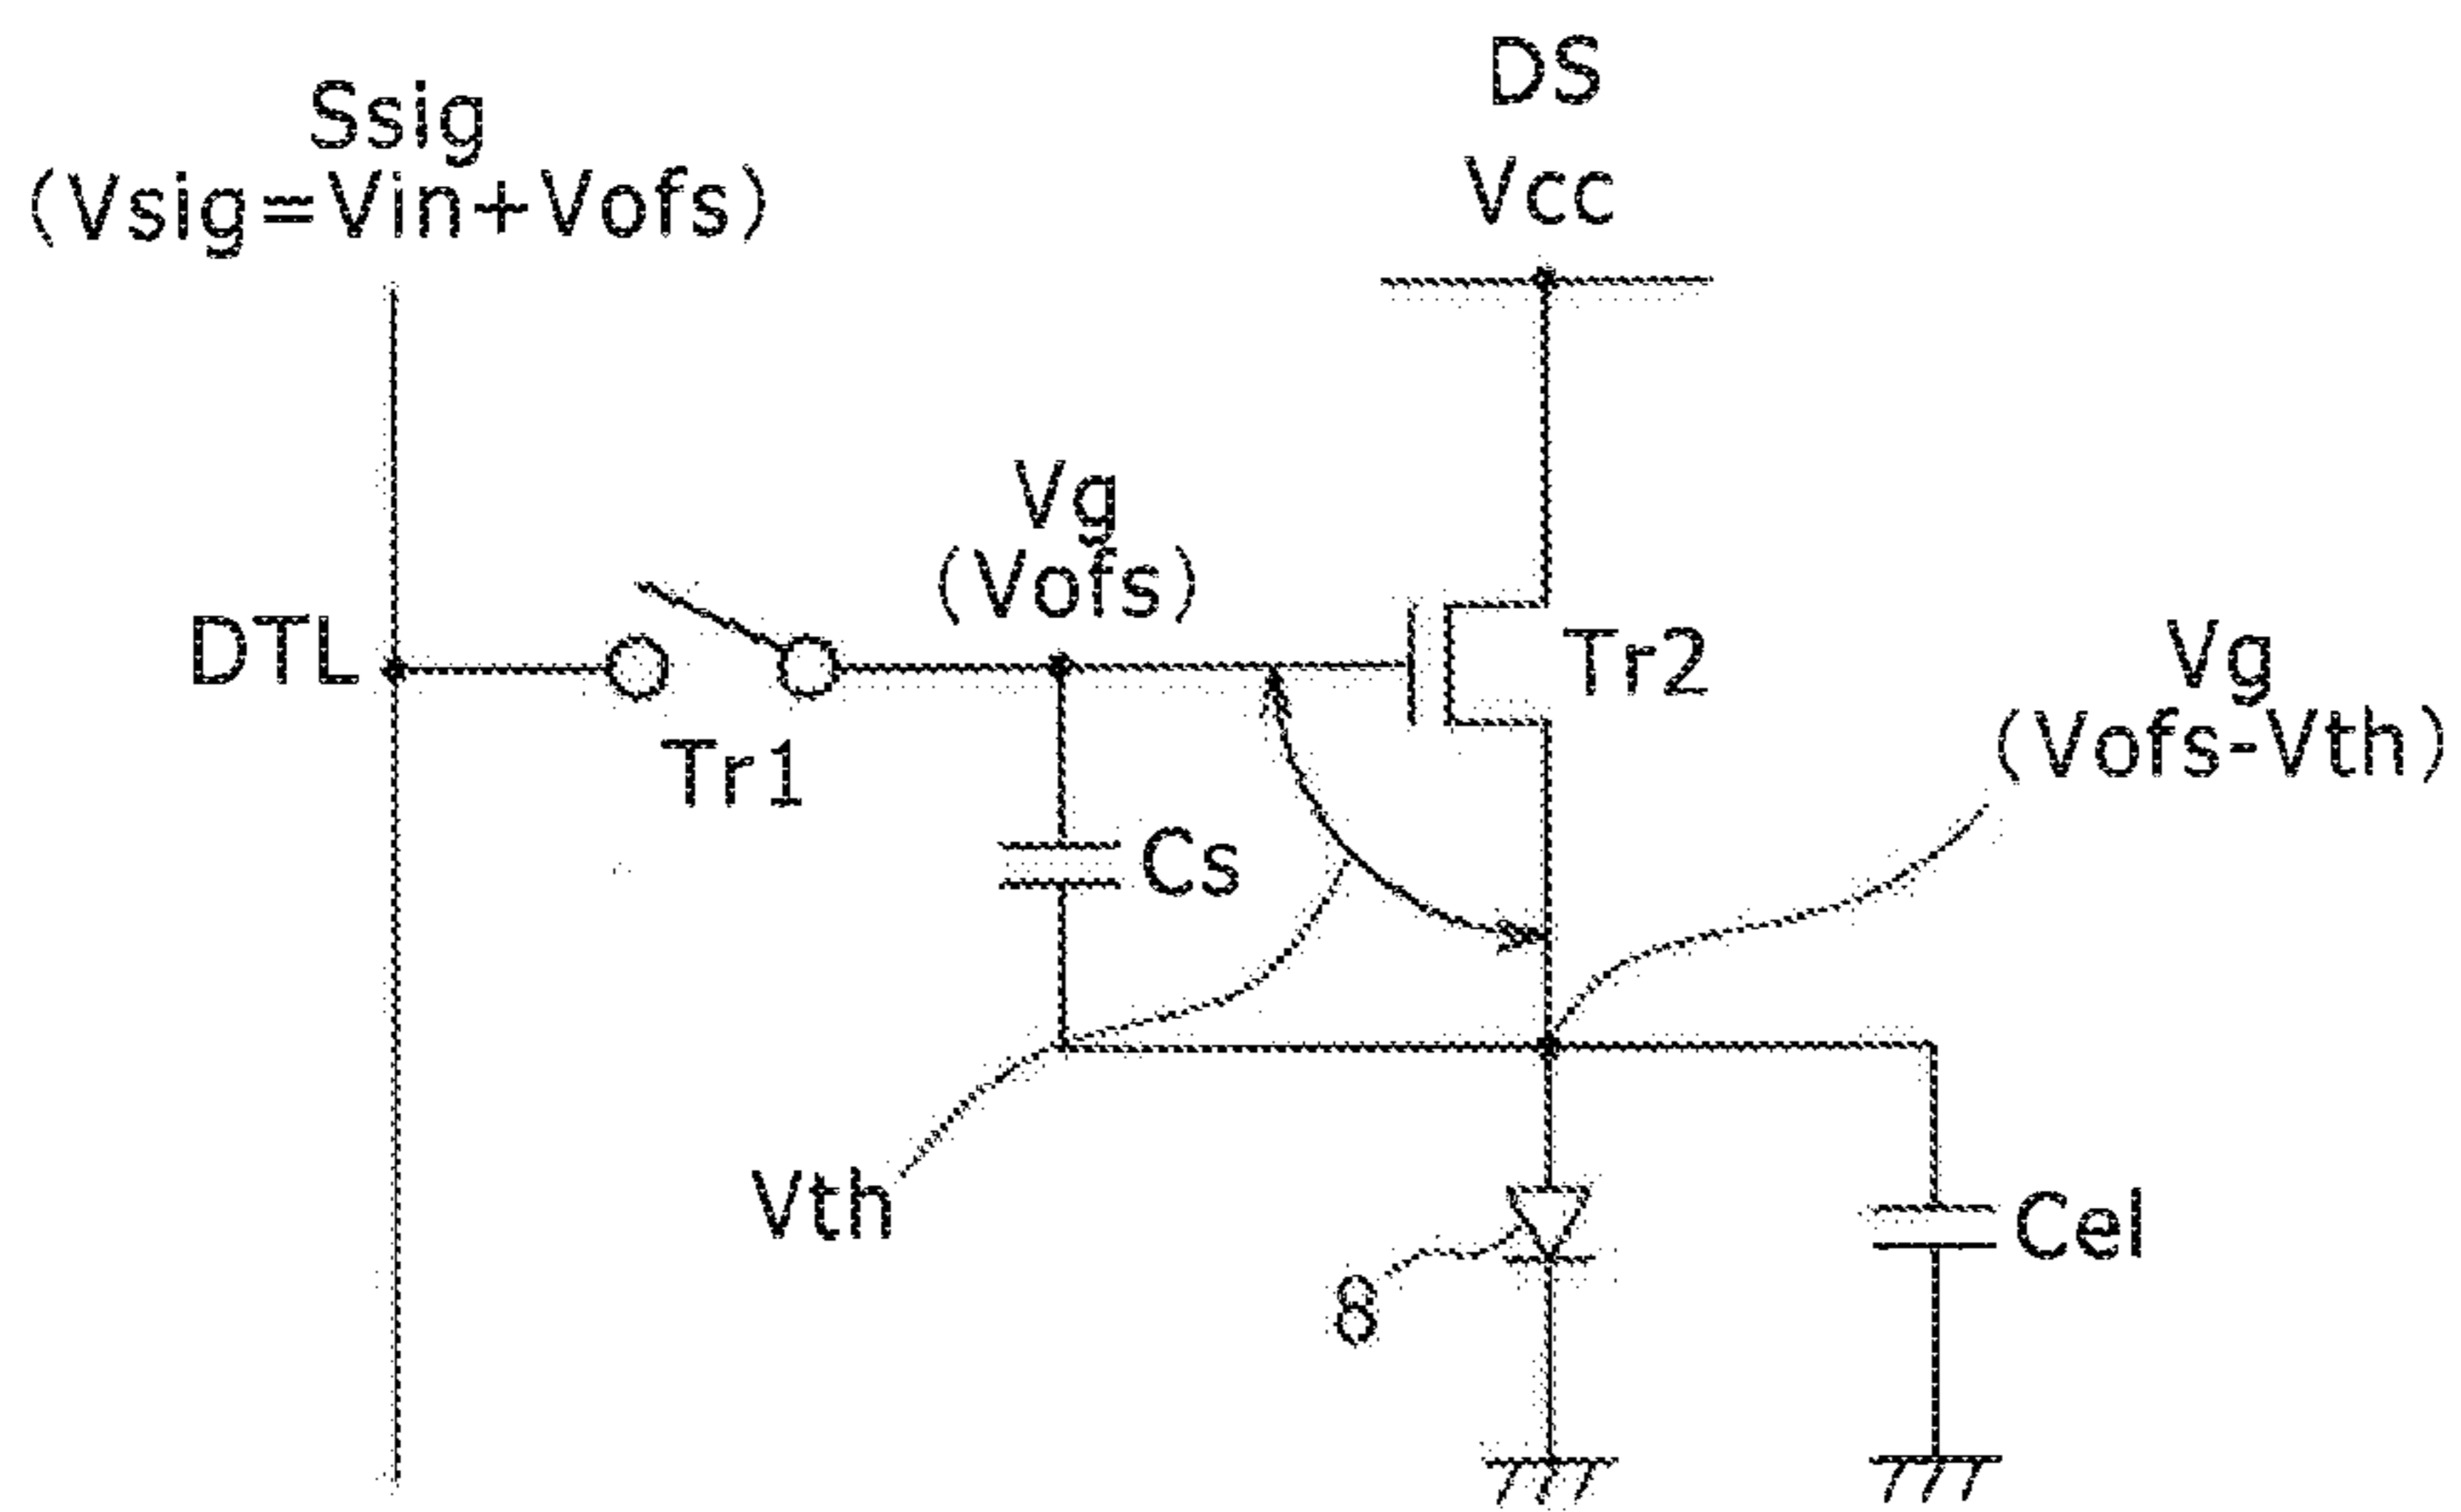 Ssig
(Vsig=Vin+Vofs)
DS
Vcc
Vg
(Vofs)
DTL
Tr1
Tr2
Vg
(Vofs-Vth)
Cs
Vth
8
Cel